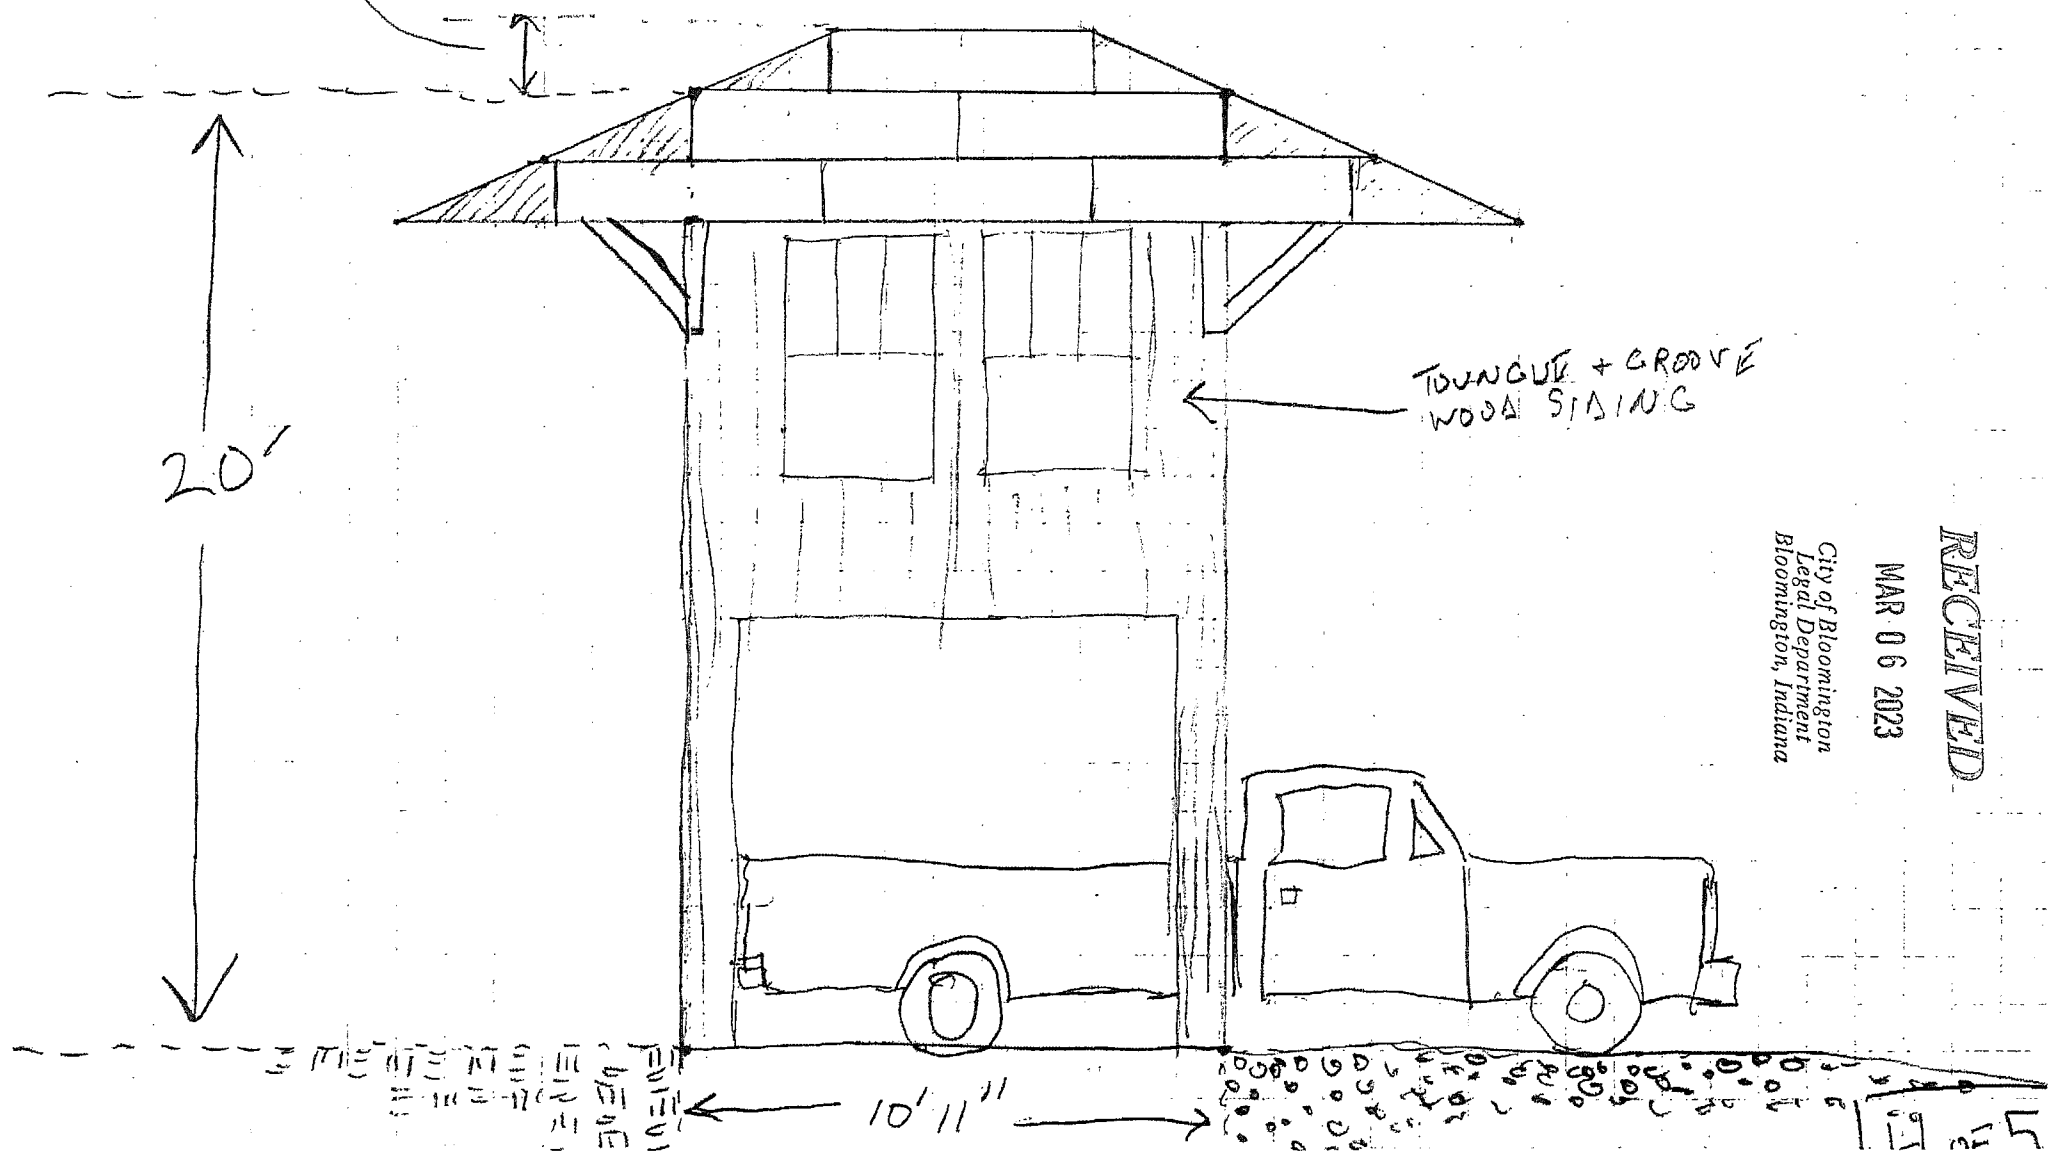 20'
TOUNGUE + GROOVE
WOOD SIDING
RECEIVED
MAR 06 2023
City of Bloomington
Legal Department
Bloomington, Indiana
10' 11"